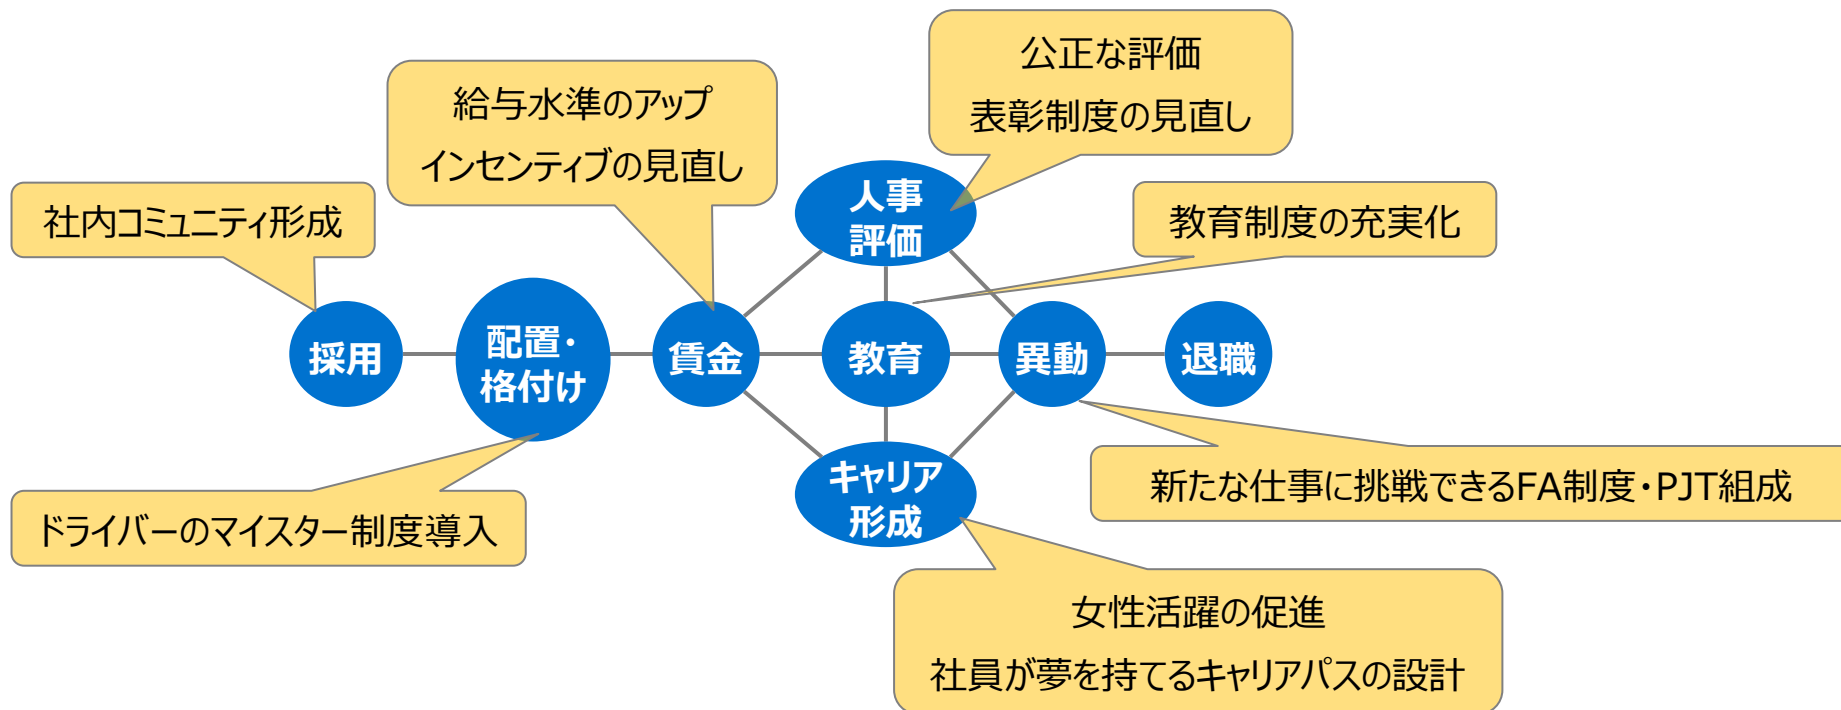 公正な評価
表彰制度の見直し
給与水準のアップ
インセンティブの見直し
社内コミュニティ形成
人事
評価
教育制度の充実化
採用
配置・
格付け
賃金
教育
異動
退職
キャリア
形成
新たな仕事に挑戦できるFA制度・PJT組成
ドライバーのマイスター制度導入
女性活躍の促進
社員が夢を持てるキャリアパスの設計